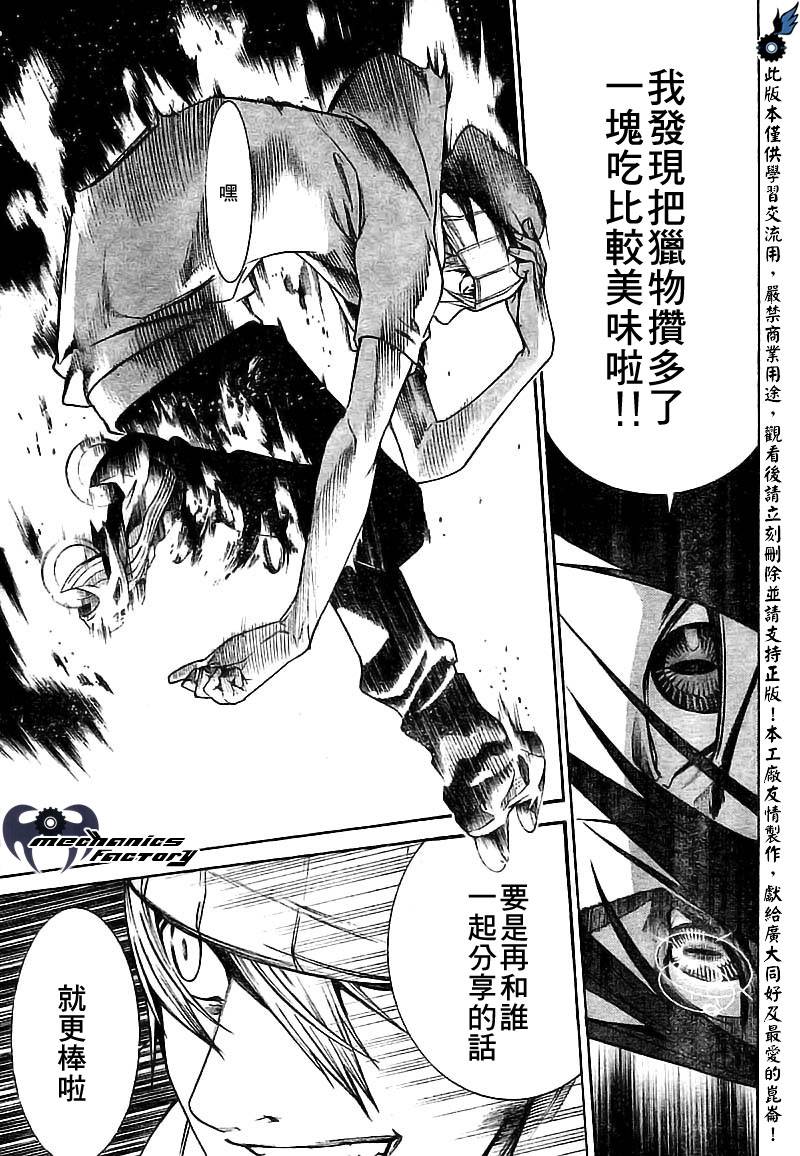 我發現把獵物攢多了
一塊吃比較美味啦!!
嘿
要是再和誰
一起分享的話
就更棒啦
mechanics
factory
此版本僅供學習交流用，嚴禁商業用途，觀看後請立刻刪除並請支持正版！本工廠友情製作，獻給廣大同好及最愛的崑崙！